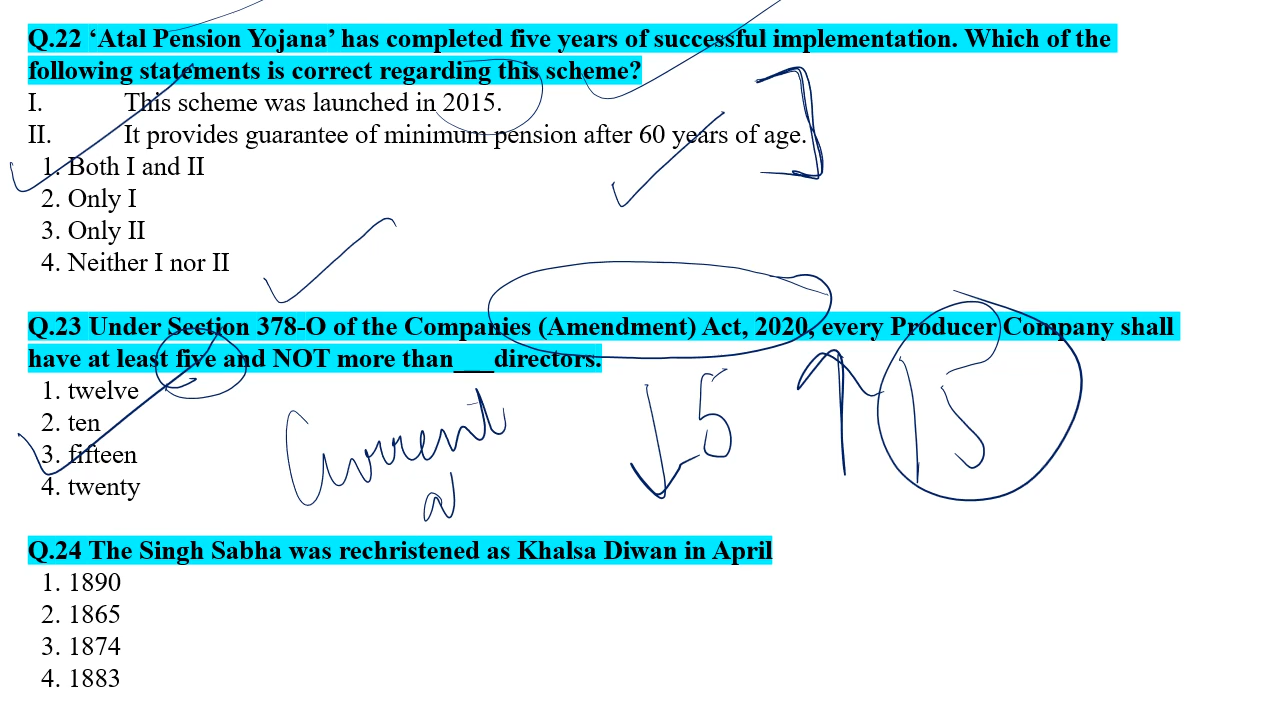 Q.22 ‘Atal Pension Yojana’ has completed five years of successful implementation. Which of the
following statements is correct regarding this scheme?
I. This scheme was launched in 2015.
II. It provides guarantee of minimum pension after 60 years of age.
1. Both I and II
2. Only I
3. Only II
4. Neither I nor II
Q.23 Under Section 378-O of the Companies (Amendment) Act, 2020, every Producer Company shall
have at least five and NOT more than___directors.
1. twelve
2. ten
3. fifteen
4. twenty
Current
5
15
Q.24 The Singh Sabha was rechristened as Khalsa Diwan in April
1. 1890
2. 1865
3. 1874
4. 1883